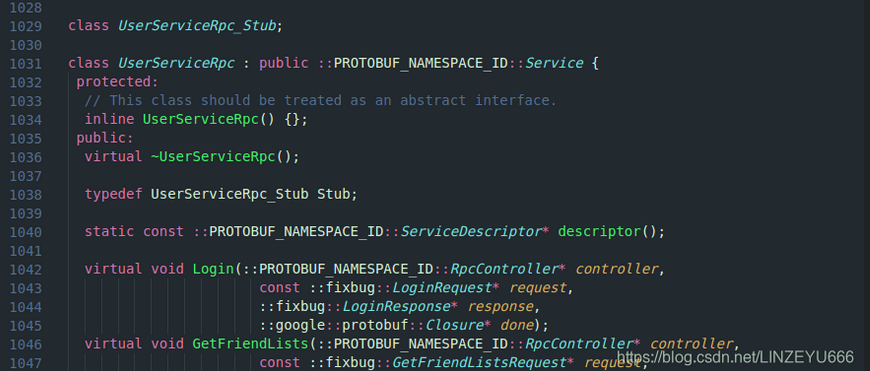 1028
1029 class UserServiceRpc_Stub;
1030
1031 class UserServiceRpc : public ::PROTOBUF_NAMESPACE_ID::Service {
1032 protected:
1033 // This class should be treated as an abstract interface.
1034 inline UserServiceRpc() {};
1035 public:
1036 virtual ~UserServiceRpc();
1037
1038 typedef UserServiceRpc_Stub Stub;
1039
1040 static const ::PROTOBUF_NAMESPACE_ID::ServiceDescriptor* descriptor();
1041
1042 virtual void Login(::PROTOBUF_NAMESPACE_ID::RpcController* controller,
1043 const ::fixbug::LoginRequest* request,
1044 ::fixbug::LoginResponse* response,
1045 ::google::protobuf::Closure* done);
1046 virtual void GetFriendLists(::PROTOBUF_NAMESPACE_ID::RpcController* controller,
1047 const ::fixbug::GetFriendListsRequest* request,
https://blog.csdn.net/LINZEYU666